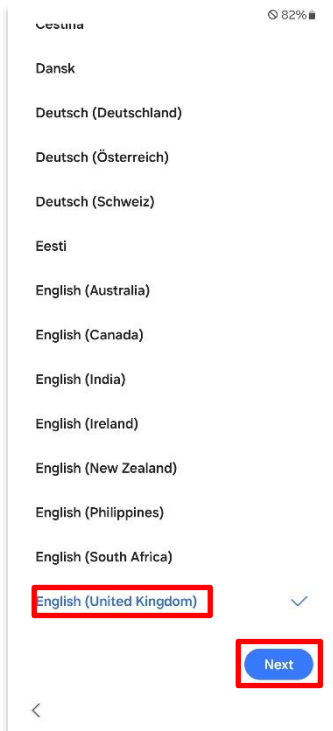 82%
Čeština
Dansk
Deutsch (Deutschland)
Deutsch (Österreich)
Deutsch (Schweiz)
Eesti
English (Australia)
English (Canada)
English (India)
English (Ireland)
English (New Zealand)
English (Philippines)
English (South Africa)
English (United Kingdom)
Next